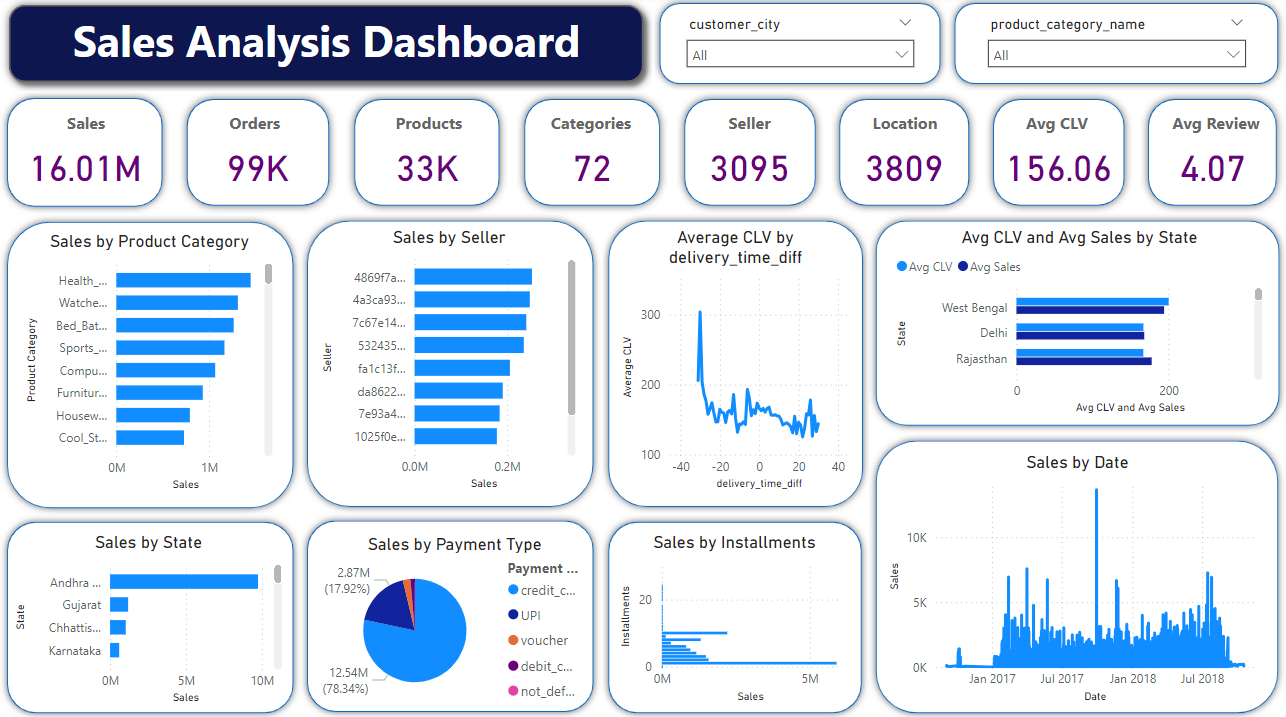 Sales Analysis Dashboard
customer_city
All
product_category_name
All
Sales
16.01M
Orders
99K
Products
33K
Categories
72
Seller
3095
Location
3809
Avg CLV
156.06
Avg Review
4.07
Sales by Product Category
Product Category
Health_...
Watche...
Bed_Bat...
Sports_...
Compu...
Furnitur...
Housew...
Cool_St...
0M 1M
Sales
Sales by Seller
Seller
4869f7a...
4a3ca93...
7c67e14...
532435...
fa1c13f...
da8622...
7e93a4...
1025f0e...
0.0M 0.2M
Sales
Average CLV by
delivery_time_diff
Average CLV
300
200
100
-40 -20 0 20 40
delivery_time_diff
Avg CLV and Avg Sales by State
Avg CLV Avg Sales
State
West Bengal
Delhi
Rajasthan
0 200
Avg CLV and Avg Sales
Sales by State
State
Andhra ...
Gujarat
Chhattis...
Karnataka
0M 5M 10M
Sales
Sales by Payment Type
2.87M
(17.92%)
12.54M
(78.34%)
Payment ...
credit_c...
UPI
voucher
debit_c...
not_def...
Sales by Installments
Installments
20
0
0M 5M
Sales
Sales by Date
Sales
10K
5K
0K
Jan 2017 Jul 2017 Jan 2018 Jul 2018
Date